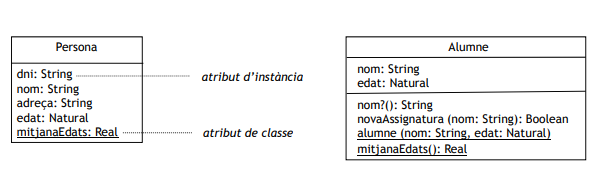 Persona
dni: String
nom: String
adreça: String
edat: Natural
mitjanaEdats: Real
atribut d'instància
atribut de classe
Alumne
nom: String
edat: Natural
nom?(): String
novaAssignatura (nom: String): Boolean
alumne (nom: String, edat: Natural)
mitjanaEdats(): Real